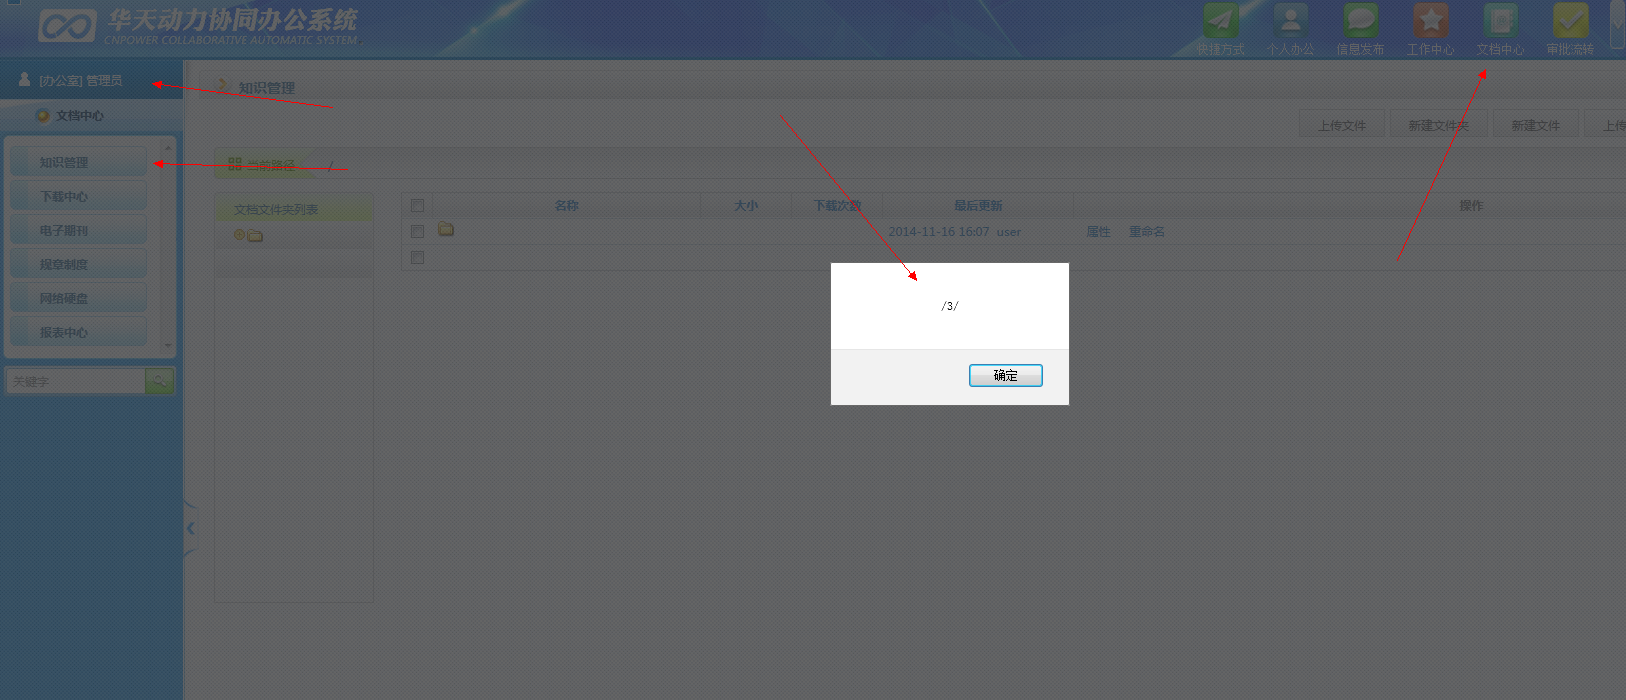 华天动力协同办公系统
CNPOWER COLLABORATIVE AUTOMATIC SYSTEM
快捷方式 个人办公 信息发布 工作中心 文档中心 审批流转
[办公室] 管理员
知识管理
文档中心
上传文件 新建文件夹 新建文件 上传
知识管理
当前路径 /
下载中心
文档文件夹列表
名称 大小 下载次数 最后更新 操作
电子期刊
2014-11-16 16:07 user 属性 重命名
规章制度
网络硬盘
/3/
报表中心
确定
关键字